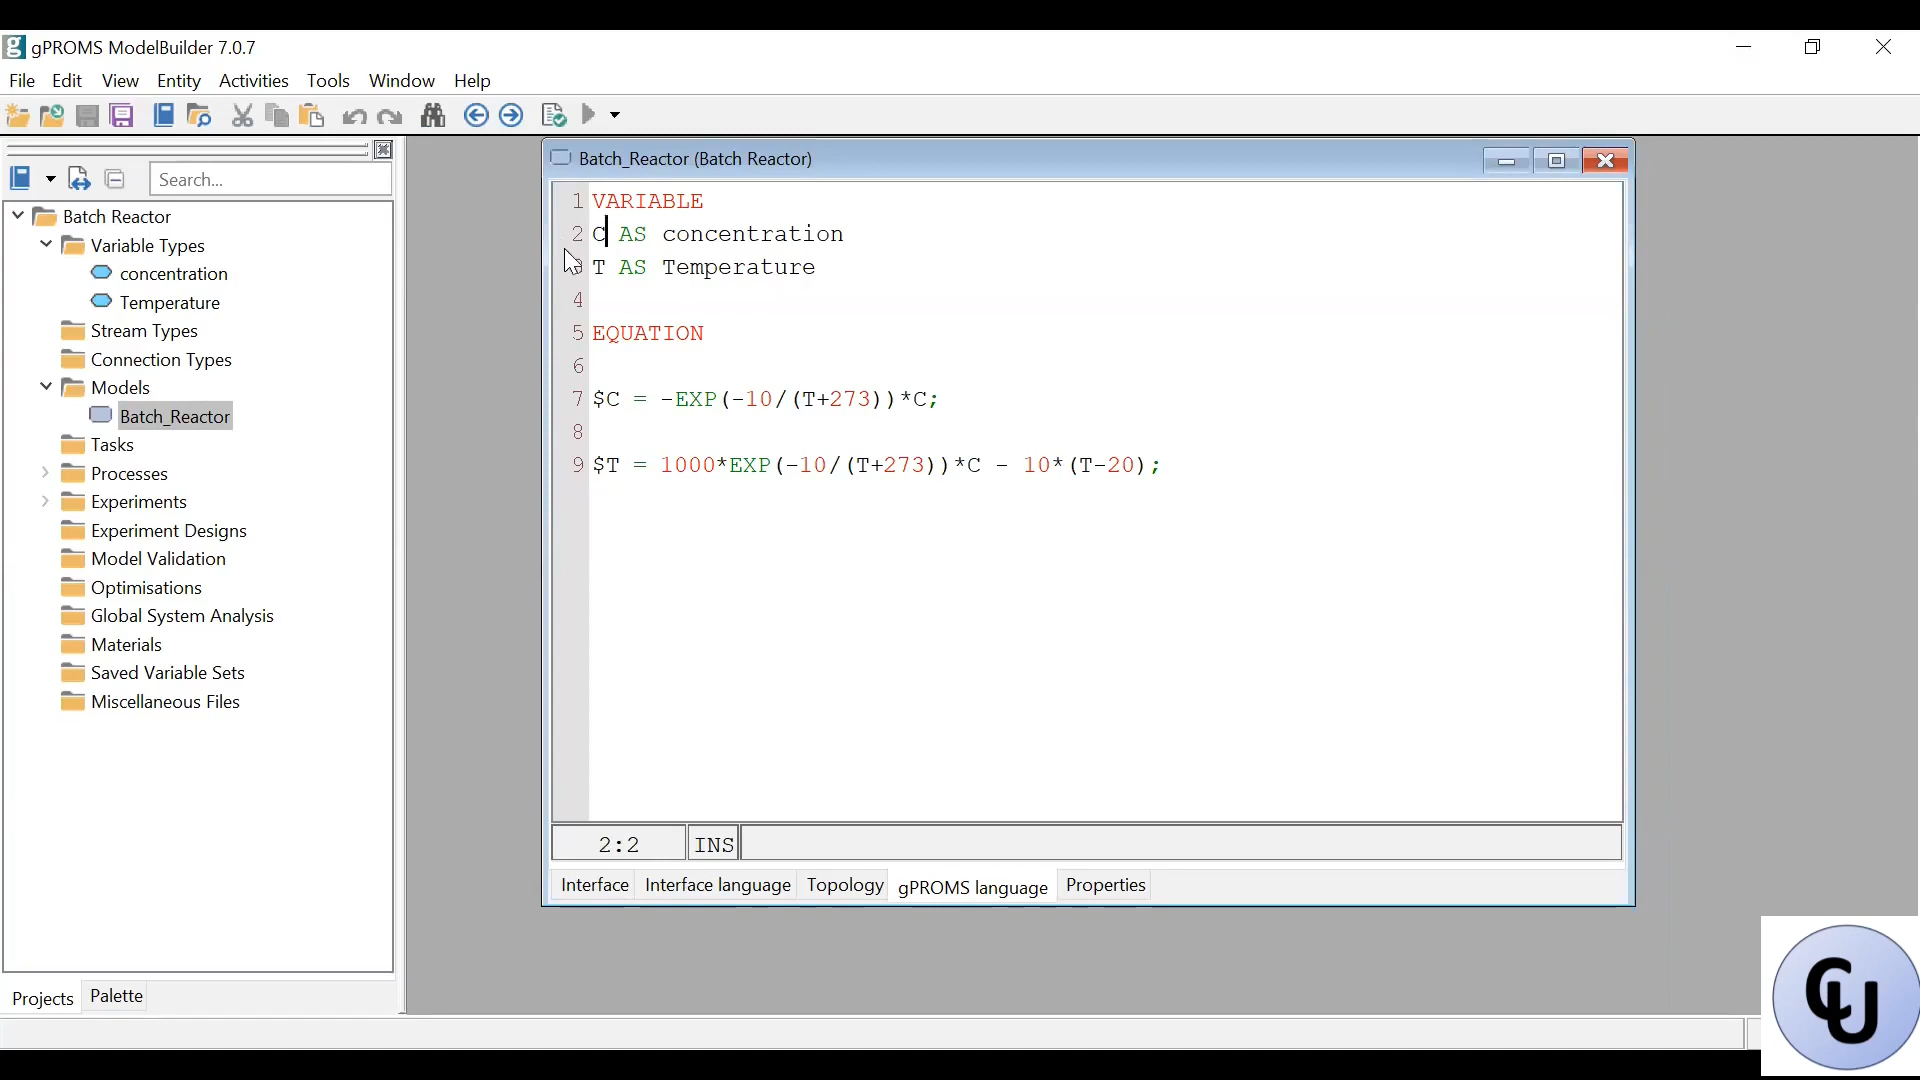 gPROMS ModelBuilder 7.0.7
File Edit View Entity Activities Tools Window Help
Search...
Batch Reactor
Variable Types
concentration
Temperature
Stream Types
Connection Types
Models
Batch_Reactor
Tasks
Processes
Experiments
Experiment Designs
Model Validation
Optimisations
Global System Analysis
Materials
Saved Variable Sets
Miscellaneous Files
Projects Palette
Batch_Reactor (Batch Reactor)
1 VARIABLE
2 C AS concentration
3 T AS Temperature
4
5 EQUATION
6
7 $C = -EXP(-10/(T+273))*C;
8
9 $T = 1000*EXP(-10/(T+273))*C - 10*(T-20);
2:2 INS
Interface Interface language Topology gPROMS language Properties
CU